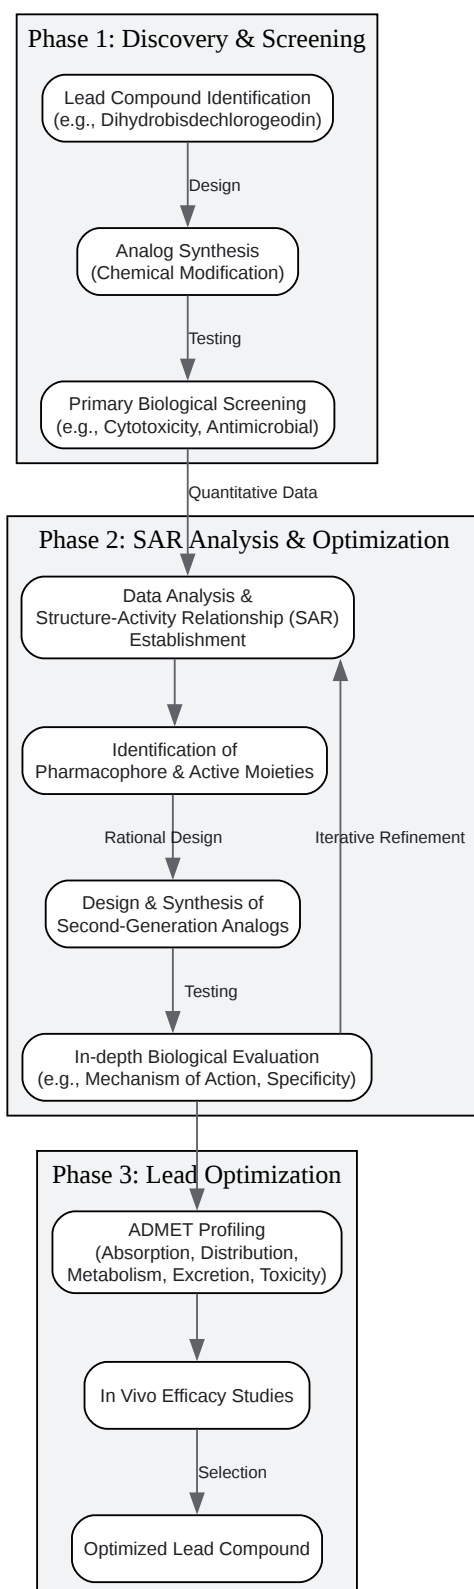 Phase 1: Discovery & Screening
Lead Compound Identification
(e.g., Dihydrobisdechlorogeodin)
Design
Analog Synthesis
(Chemical Modification)
Testing
Primary Biological Screening
(e.g., Cytotoxicity, Antimicrobial)
Quantitative Data
Phase 2: SAR Analysis & Optimization
Data Analysis &
Structure-Activity Relationship (SAR)
Establishment
Identification of
Pharmacophore & Active Moieties
Rational Design
Iterative Refinement
Design & Synthesis of
Second-Generation Analogs
Testing
In-depth Biological Evaluation
(e.g., Mechanism of Action, Specificity)
Phase 3: Lead Optimization
ADMET Profiling
(Absorption, Distribution,
Metabolism, Excretion, Toxicity)
In Vivo Efficacy Studies
Selection
Optimized Lead Compound